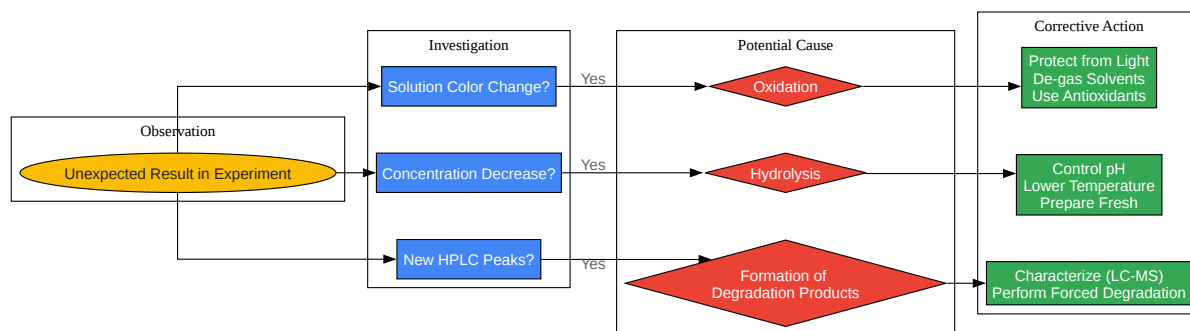 Observation
Unexpected Result in Experiment
Investigation
Solution Color Change?
Concentration Decrease?
New HPLC Peaks?
Yes
Yes
Yes
Potential Cause
Oxidation
Hydrolysis
Formation of
Degradation Products
Corrective Action
Protect from Light
De-gas Solvents
Use Antioxidants
Control pH
Lower Temperature
Prepare Fresh
Characterize (LC-MS)
Perform Forced Degradation